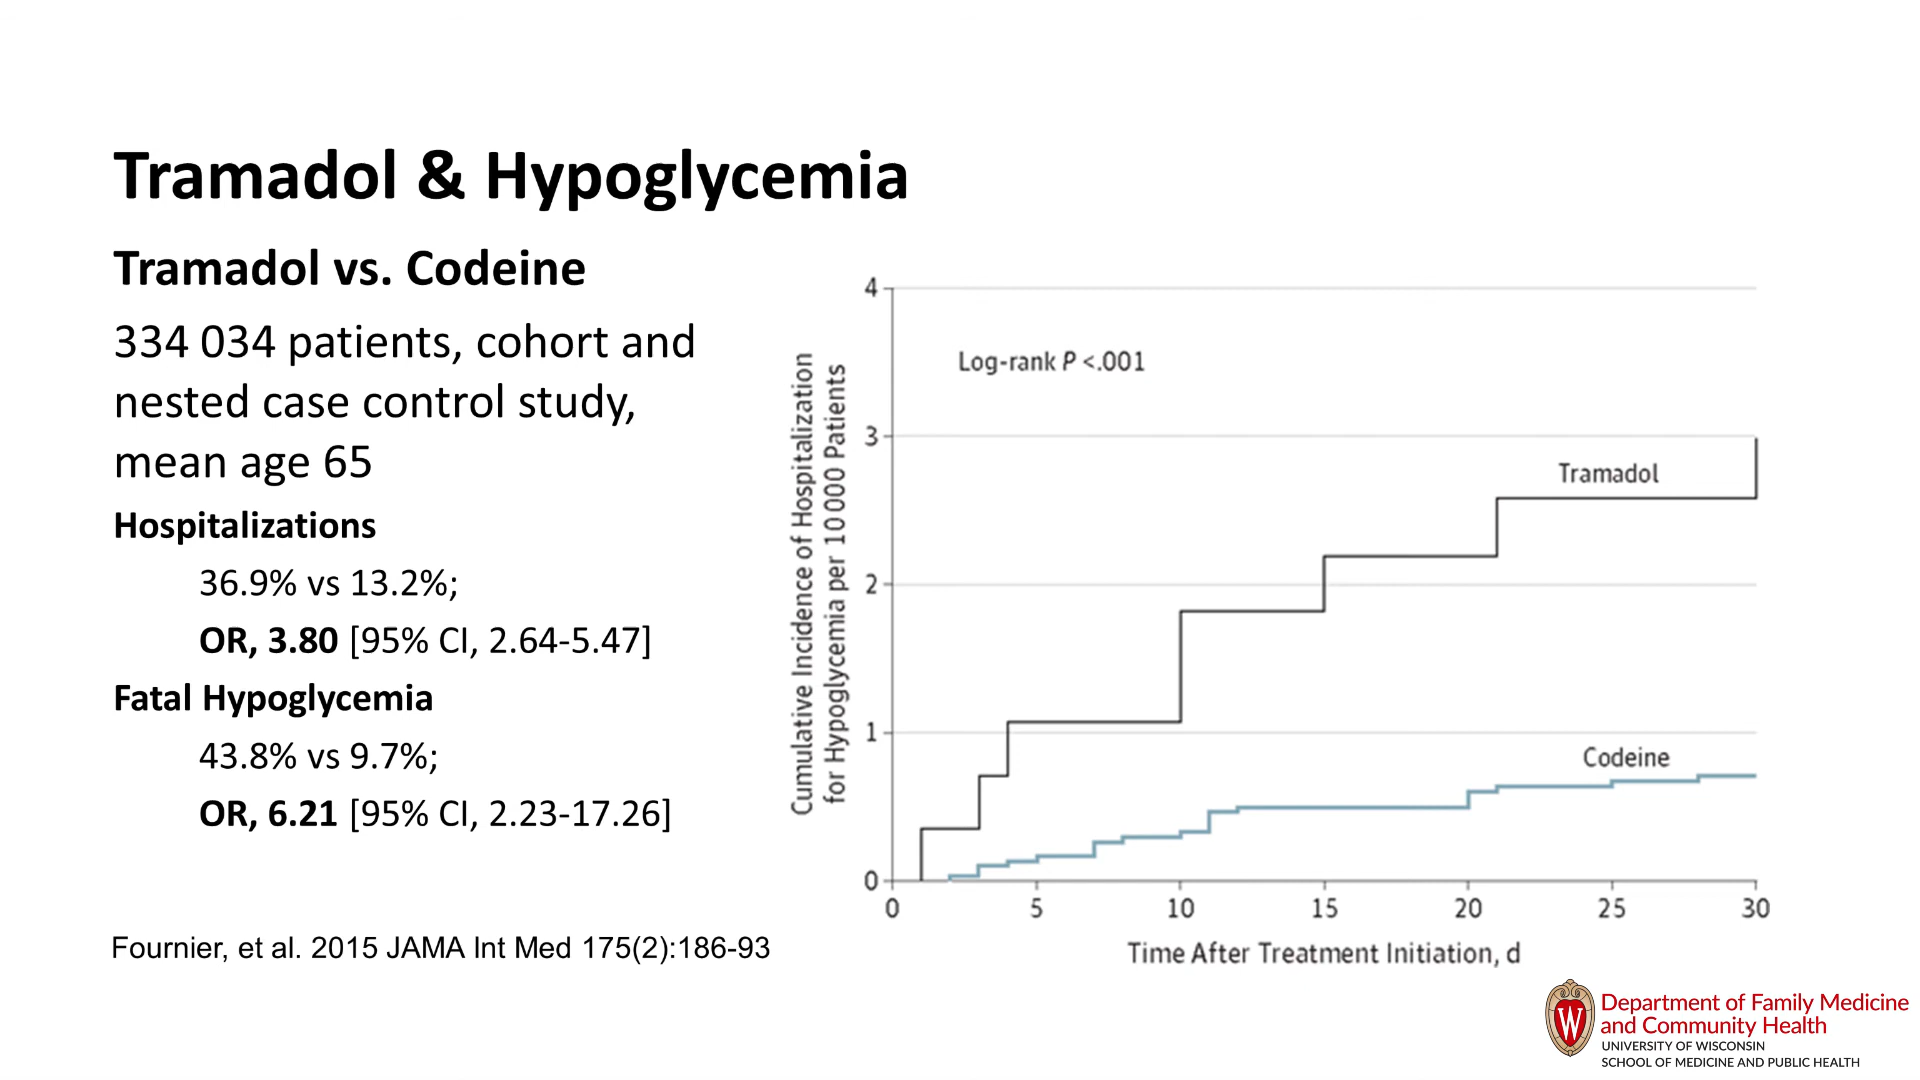 Tramadol & Hypoglycemia
Tramadol vs. Codeine
334 034 patients, cohort and
nested case control study,
mean age 65
Hospitalizations
36.9% vs 13.2%;
OR, 3.80 [95% CI, 2.64-5.47]
Fatal Hypoglycemia
43.8% vs 9.7%;
OR, 6.21 [95% CI, 2.23-17.26]
Fournier, et al. 2015 JAMA Int Med 175(2):186-93
Cumulative Incidence of Hospitalization
for Hypoglycemia per 10 000 Patients
4
3
2
1
0
Log-rank P <.001
Tramadol
Codeine
0 5 10 15 20 25 30
Time After Treatment Initiation, d
W
Department of Family Medicine
and Community Health
UNIVERSITY OF WISCONSIN
SCHOOL OF MEDICINE AND PUBLIC HEALTH